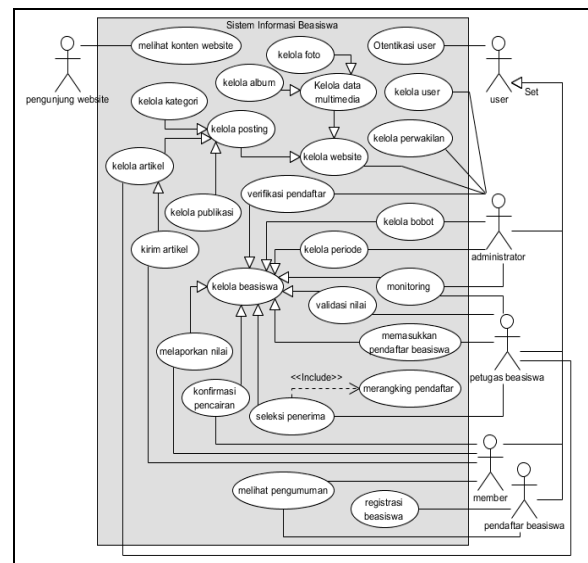 Sistem Informasi Beasiswa
melihat konten website
pengunjung website
Otentikasi user
user
Set
kelola foto
kelola album
Kelola data
multimedia
kelola user
kelola kategori
kelola posting
kelola perwakilan
kelola website
kelola artikel
verifikasi pendaftar
kelola publikasi
kelola bobot
kirim artikel
kelola periode
administrator
kelola beasiswa
monitoring
validasi nilai
melaporkan nilai
memasukkan
pendaftar beasiswa
petugas beasiswa
<<Include>>
merangking pendaftar
konfirmasi
pencairan
seleksi penerima
member
melihat pengumuman
registrasi
beasiswa
pendaftar beasiswa